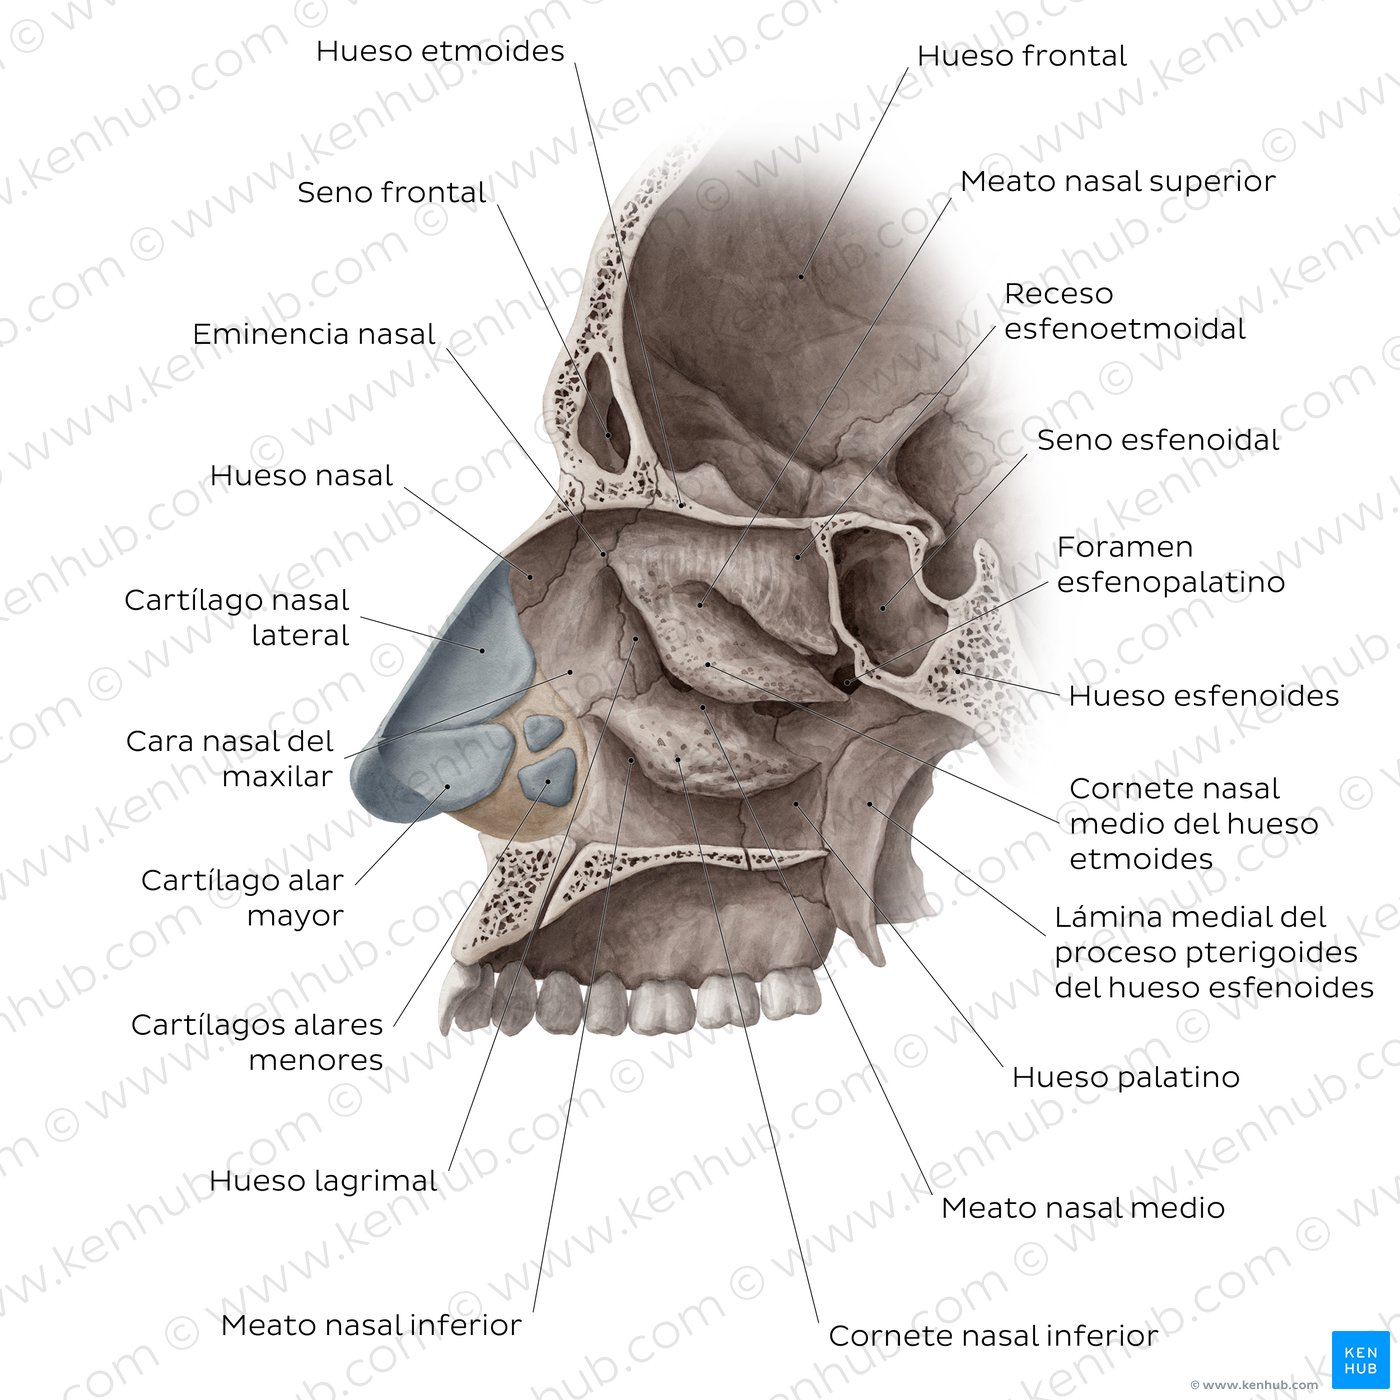 Hueso etmoides
Hueso frontal
Seno frontal
Meato nasal superior
Receso
esfenoetmoidal
Eminencia nasal
Seno esfenoidal
Hueso nasal
Foramen
esfenopalatino
Cartílago nasal
lateral
Hueso esfenoides
Cara nasal del
maxilar
Cornete nasal
medio del hueso
etmoides
Cartílago alar
mayor
Lámina medial del
proceso pterigoides
del hueso esfenoides
Cartílagos alares
menores
Hueso palatino
Hueso lagrimal
Meato nasal medio
Meato nasal inferior
Cornete nasal inferior
KEN
HUB
© www.kenhub.com